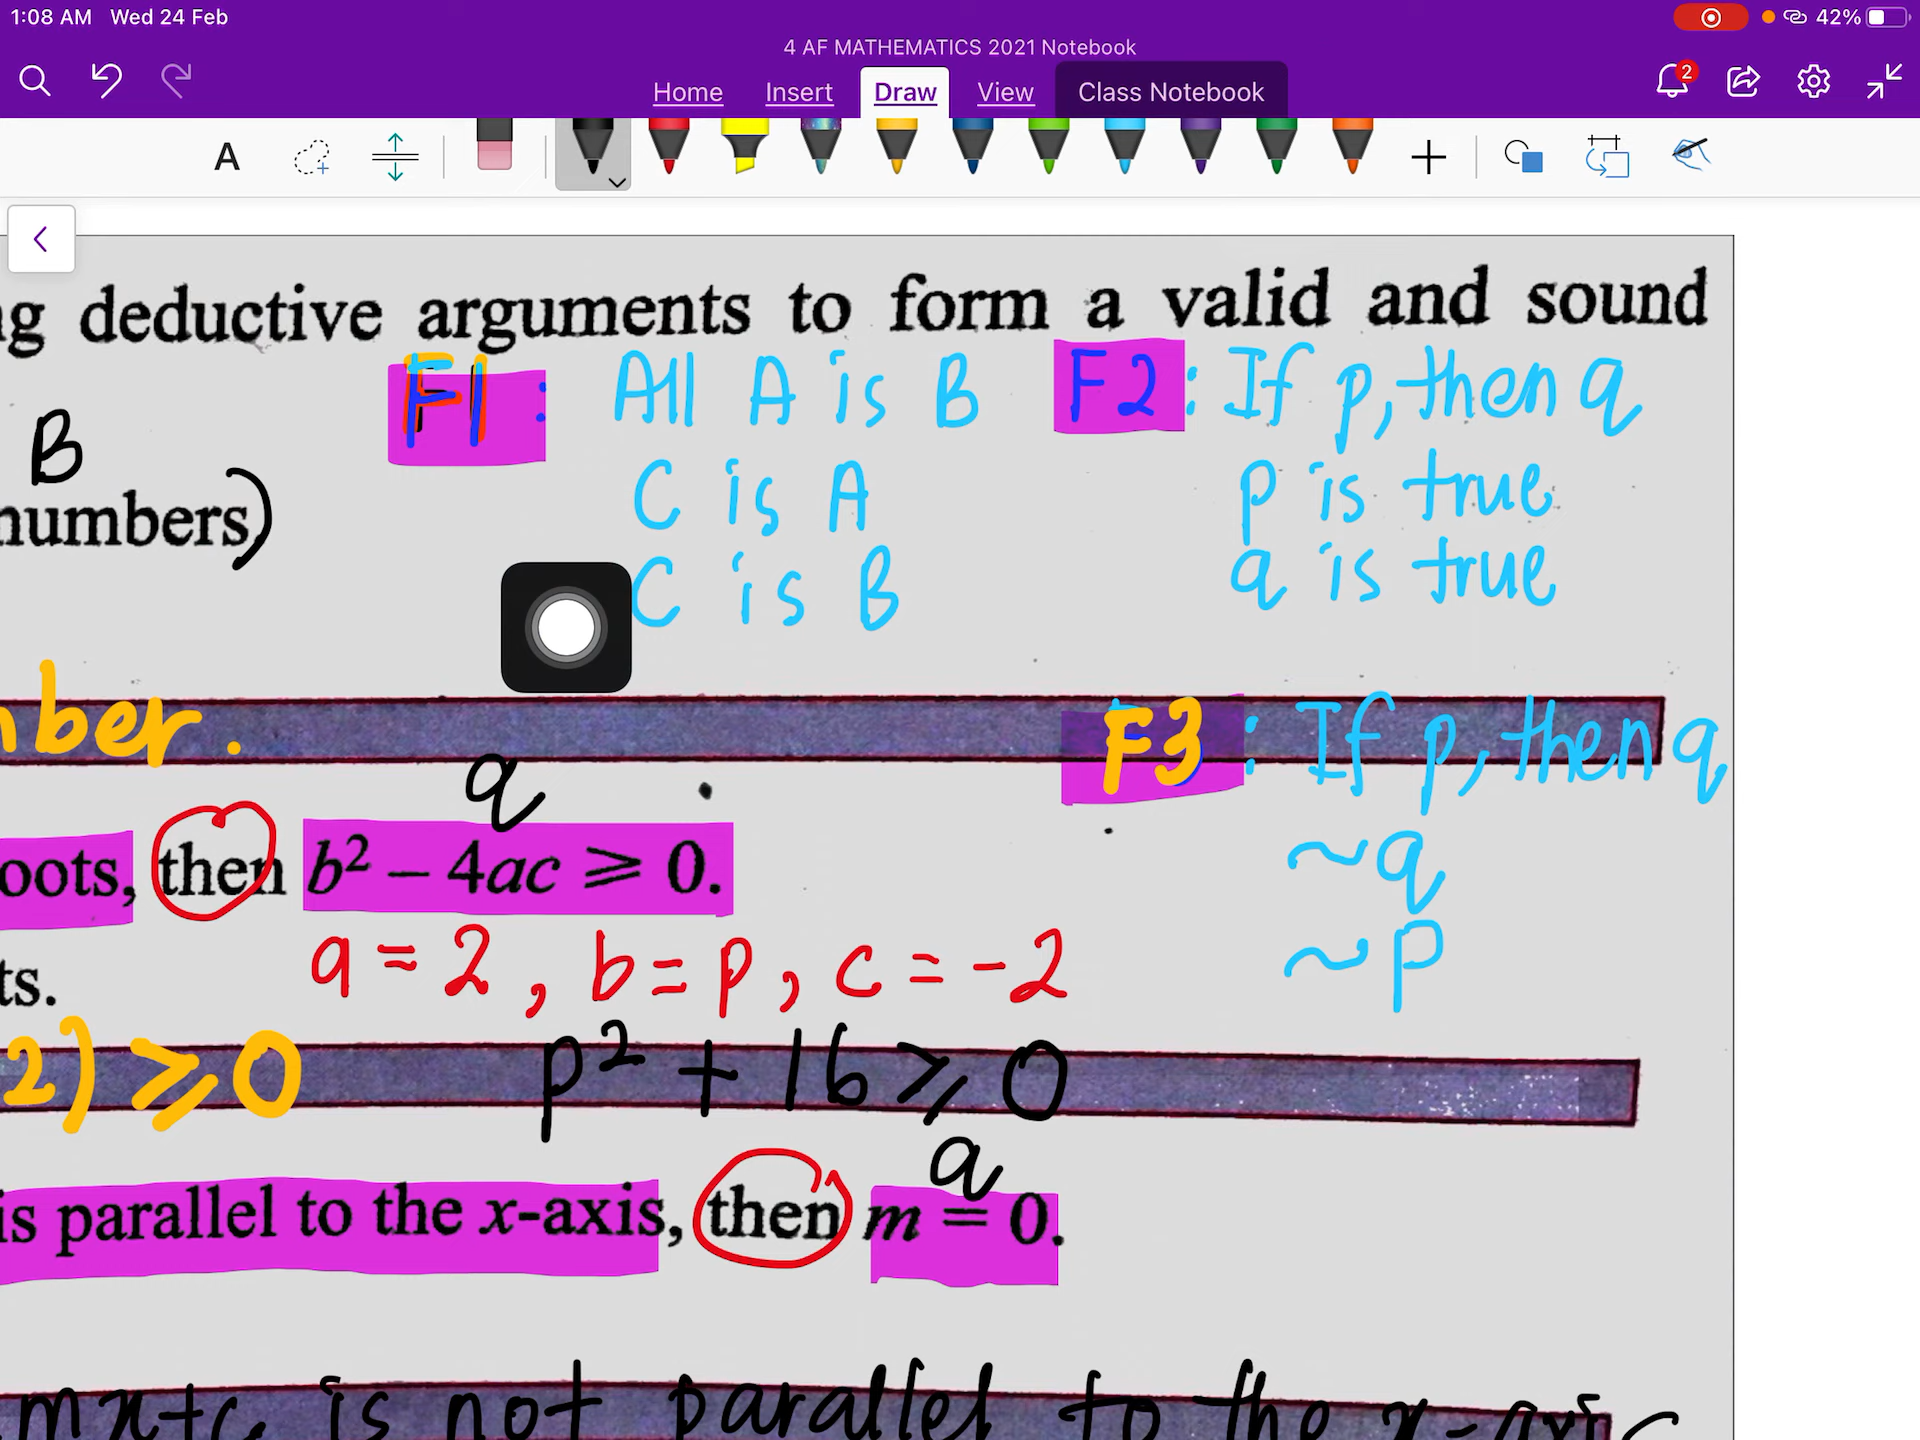 1:08 AM Wed 24 Feb
42%
4 AF MATHEMATICS 2021 Notebook
Home Insert Draw View Class Notebook
2
A
deductive arguments to form a valid and sound
F1 : All A is B
C is A
C is B
F2 : If p, then q
p is true
q is true
B
numbers)
F3 : If p, then q
~q
~p
q
then b² – 4ac ⩾ 0.
a = 2 , b = p , c = -2
2) ⩾ 0
p² + 16 ⩾ 0
q
is parallel to the x-axis, then m = 0.
mx+c is not parallel to the x-axis